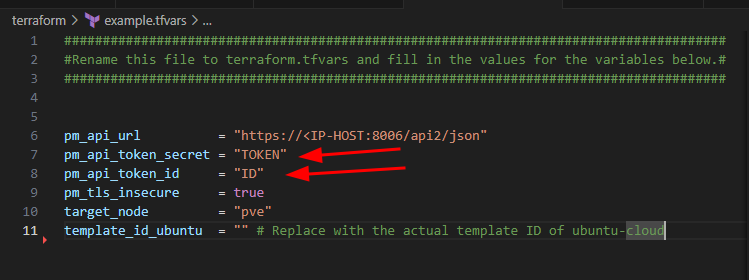 terraform > example.tfvars > ...
1 ######################################################################################
2 #Rename this file to terraform.tfvars and fill in the values for the variables below.#
3 ######################################################################################
4
5
6 pm_api_url = "https://<IP-HOST:8006/api2/json"
7 pm_api_token_secret = "TOKEN"
8 pm_api_token_id = "ID"
9 pm_tls_insecure = true
10 target_node = "pve"
11 template_id_ubuntu = "" # Replace with the actual template ID of ubuntu-cloud